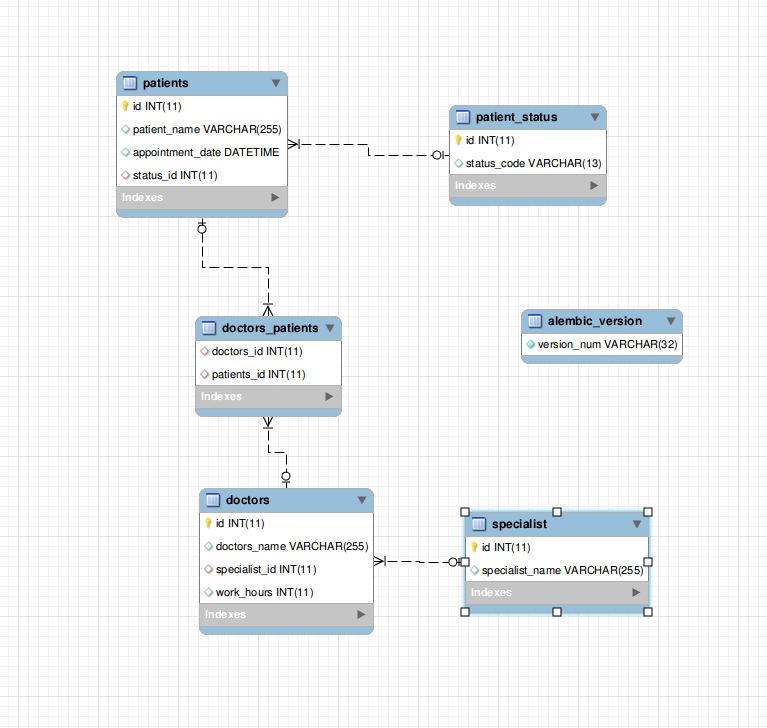 patients
id INT(11)
patient_name VARCHAR(255)
appointment_date DATETIME
status_id INT(11)
Indexes
patient_status
id INT(11)
status_code VARCHAR(13)
Indexes
doctors_patients
doctors_id INT(11)
patients_id INT(11)
Indexes
alembic_version
version_num VARCHAR(32)
doctors
id INT(11)
doctors_name VARCHAR(255)
specialist_id INT(11)
work_hours INT(11)
Indexes
specialist
id INT(11)
specialist_name VARCHAR(255)
Indexes